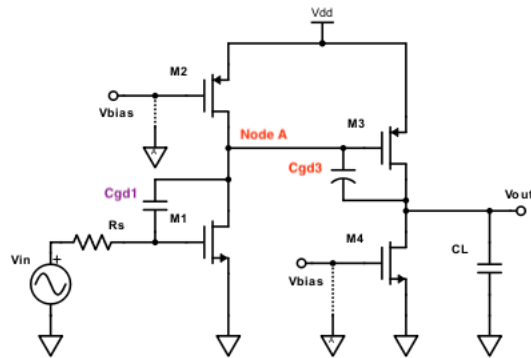 Vdd
M2
Vbias
Node A
M3
Cgd3
Cgd1
M1
Rs
Vin
+
Vout
M4
Vbias
CL